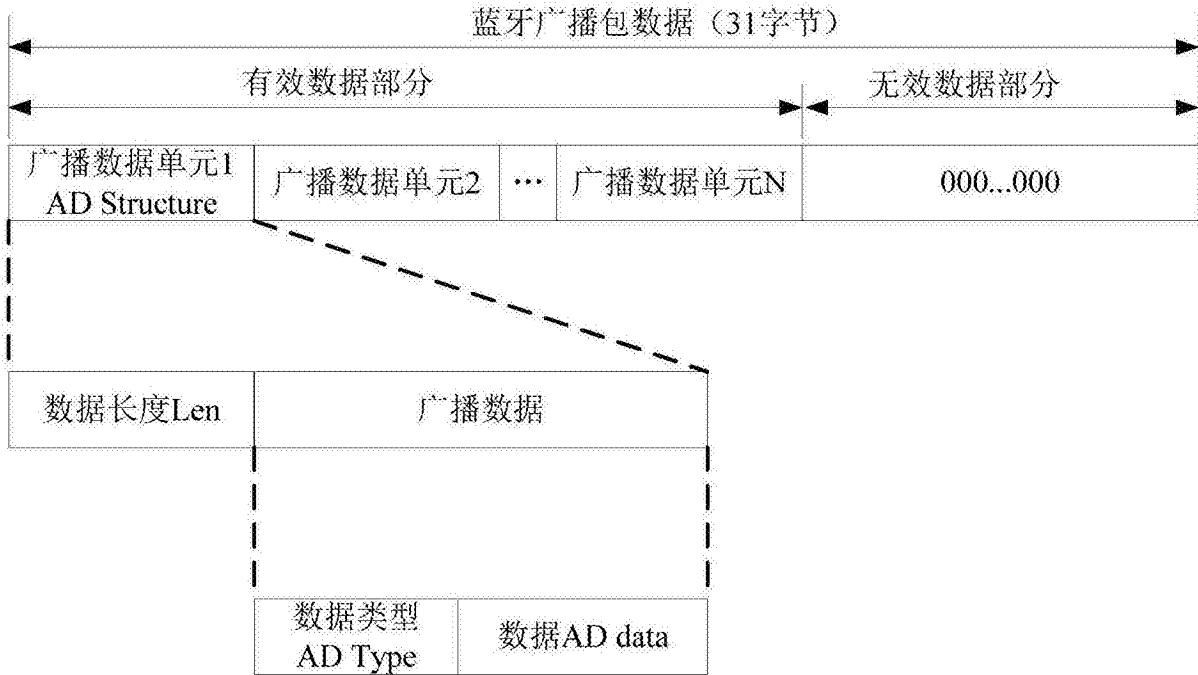 蓝牙广播包数据（31字节）
有效数据部分
无效数据部分
广播数据单元1
AD Structure
广播数据单元2
···
广播数据单元N
000...000
数据长度Len
广播数据
数据类型
AD Type
数据AD data